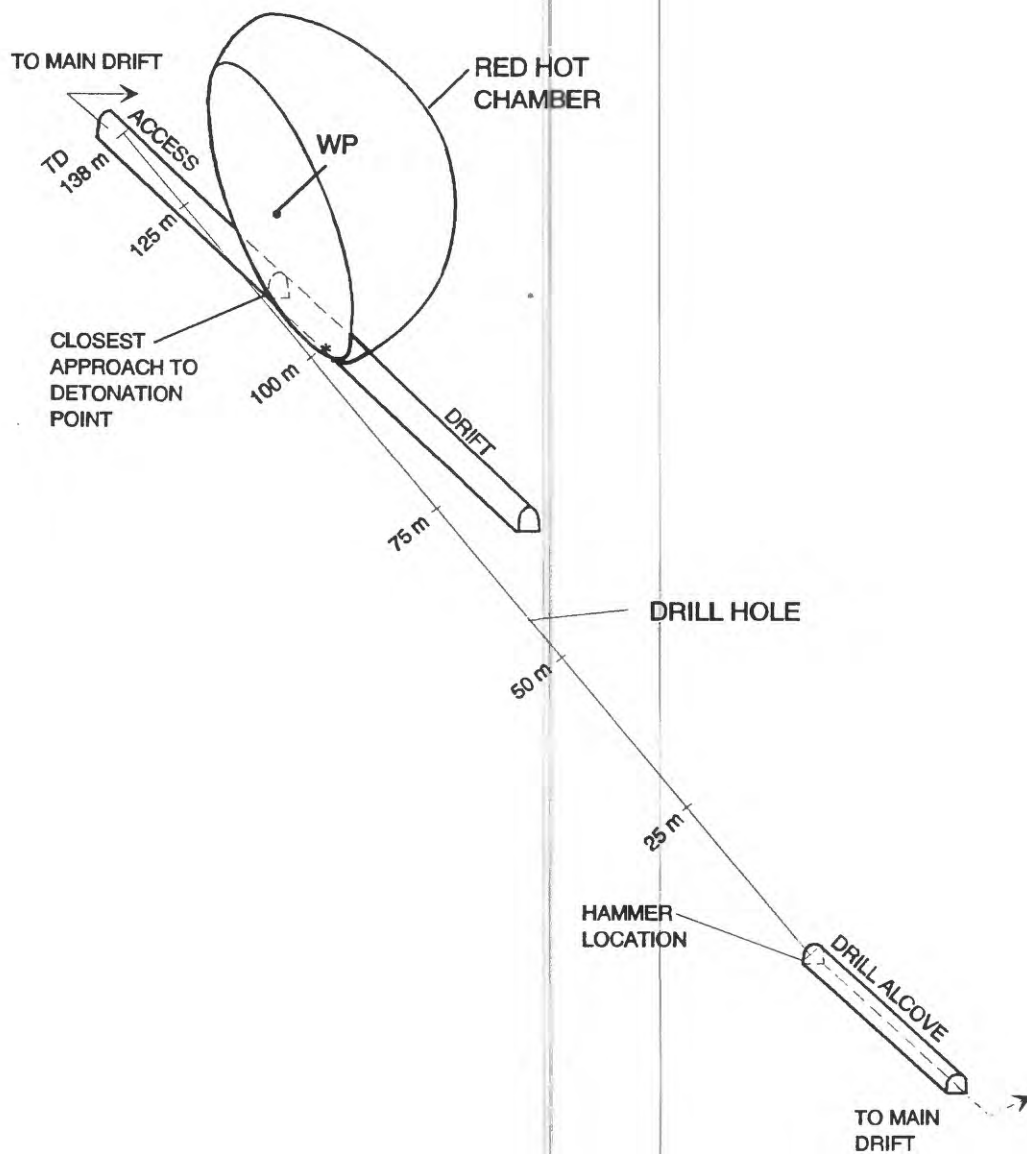 TO MAIN DRIFT
RED HOT
CHAMBER
ACCESS
WP
TD
138 m
125 m
CLOSEST
APPROACH TO
DETONATION
POINT
*
100 m
DRIFT
75 m
DRILL HOLE
50 m
25 m
HAMMER
LOCATION
DRILL ALCOVE
TO MAIN
DRIFT